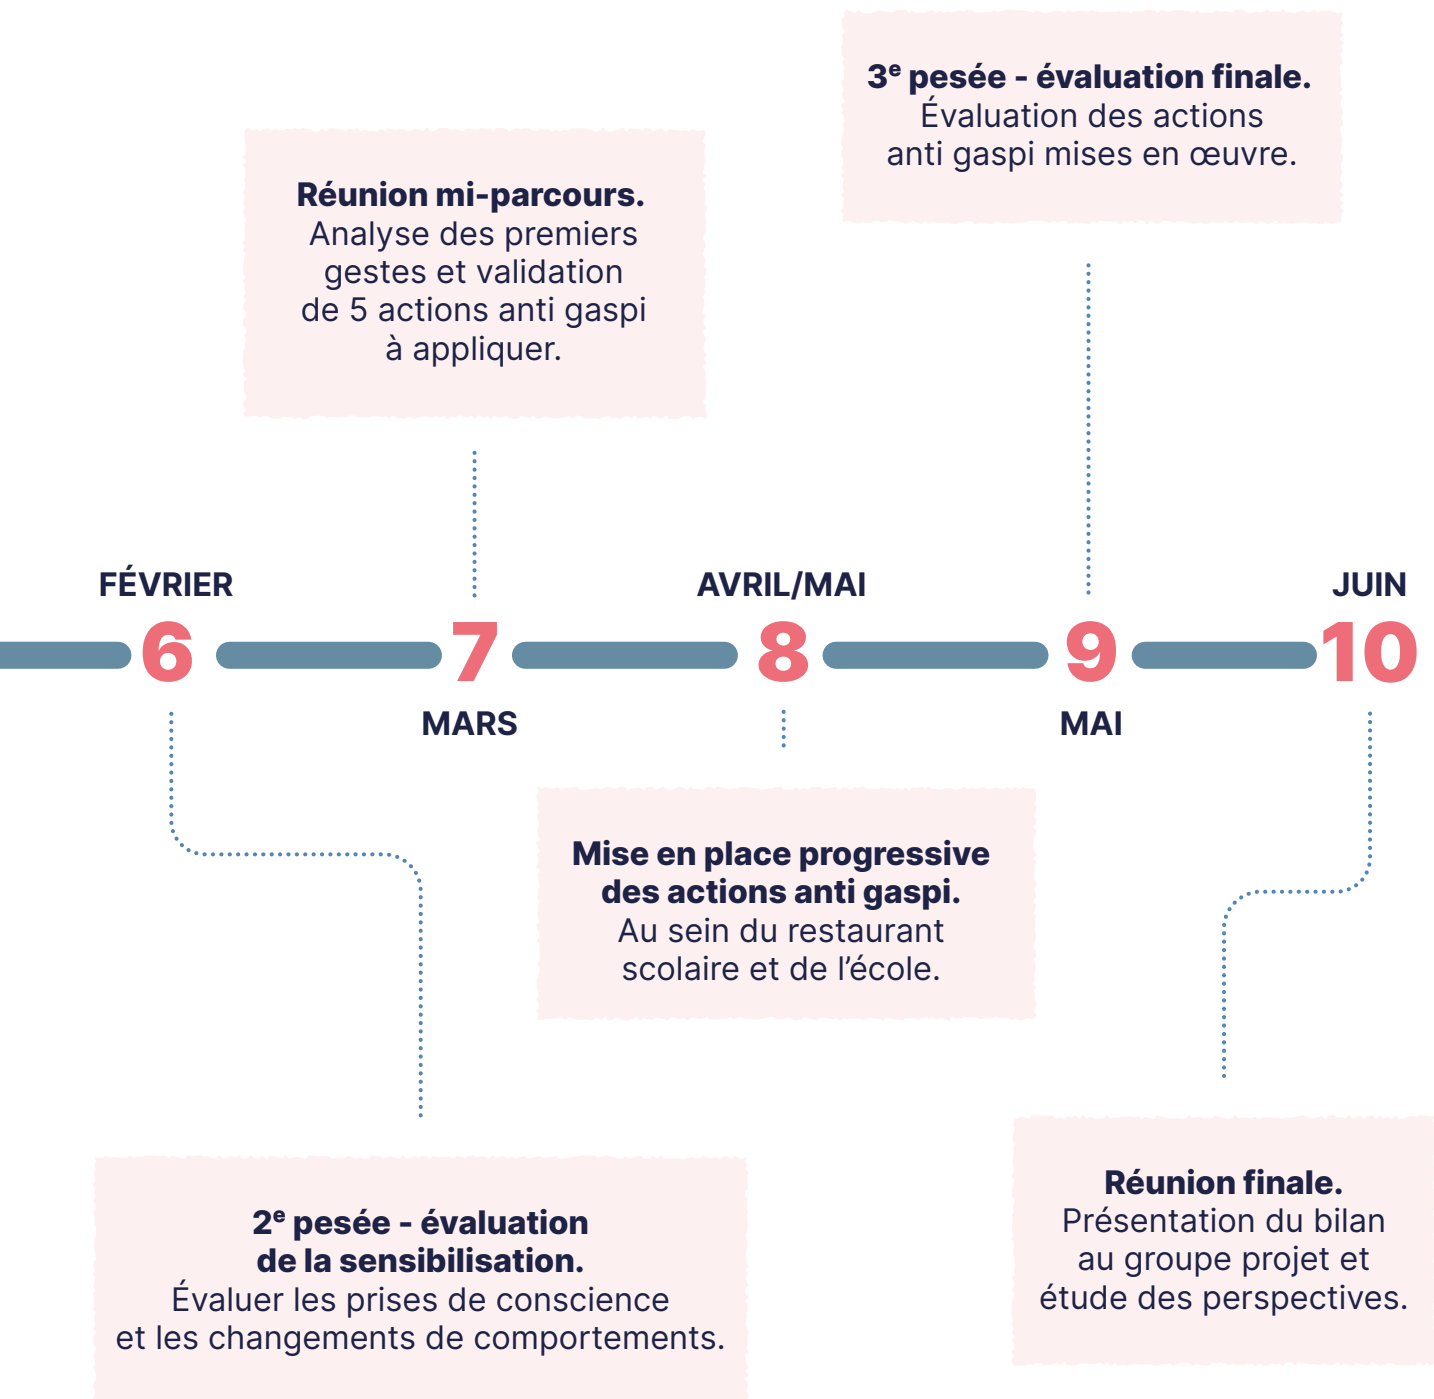 3e pesée - évaluation finale.
Évaluation des actions
anti gaspi mises en œuvre.
Réunion mi-parcours.
Analyse des premiers
gestes et validation
de 5 actions anti gaspi
à appliquer.
FÉVRIER
AVRIL/MAI
JUIN
6
7
8
9
10
MARS
MAI
Mise en place progressive
des actions anti gaspi.
Au sein du restaurant
scolaire et de l’école.
2e pesée - évaluation
de la sensibilisation.
Évaluer les prises de conscience
et les changements de comportements.
Réunion finale.
Présentation du bilan
au groupe projet et
étude des perspectives.